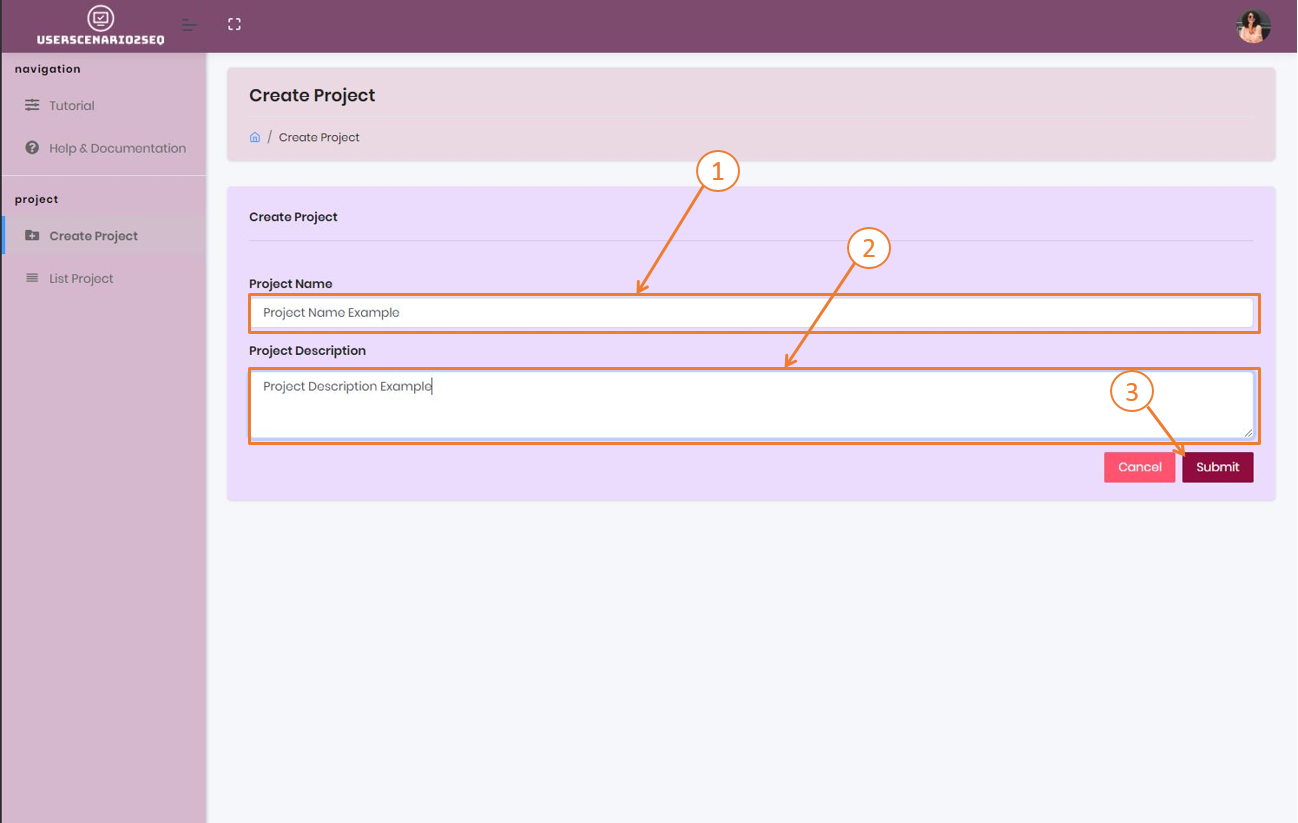 USERSCENARIO2SEQ
navigation
Tutorial
Help & Documentation
project
Create Project
List Project
Create Project
/ Create Project
1
Create Project
2
Project Name
Project Name Example
Project Description
Project Description Example
3
Cancel Submit